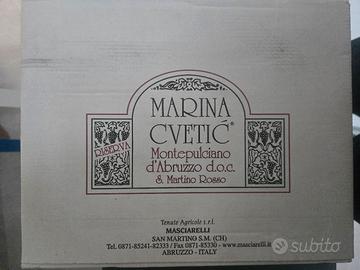 MARINA
CVETIĆ®
RISERVA
Montepulciano
d'Abruzzo d.o.c.
S. Martino Rosso
Tenute Agricole s.r.l.
MASCIARELLI
SAN MARTINO S.M. (CH)
Tel. 0871-85241-82333 / Fax 0871-85330 - www.masciarelli.it
ABRUZZO - ITALY
subito